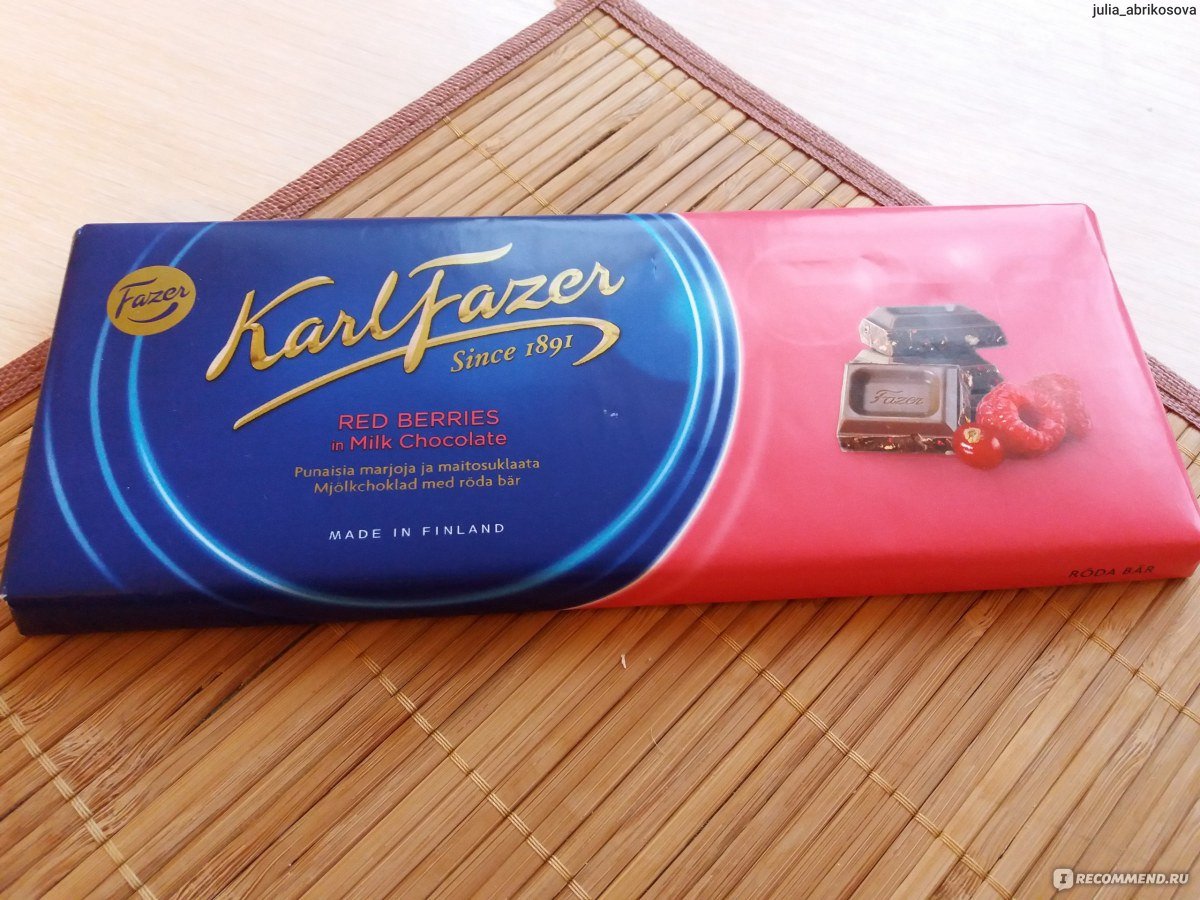 julia_abrikosova
Fazer
Karl Fazer
Since 1891
RED BERRIES
in Milk Chocolate
Punaisia marjoja ja maitosuklaata
Mjölkchoklad med röda bär
MADE IN FINLAND
Fazer
RÖDA BÄR
IRECOMMEND.RU